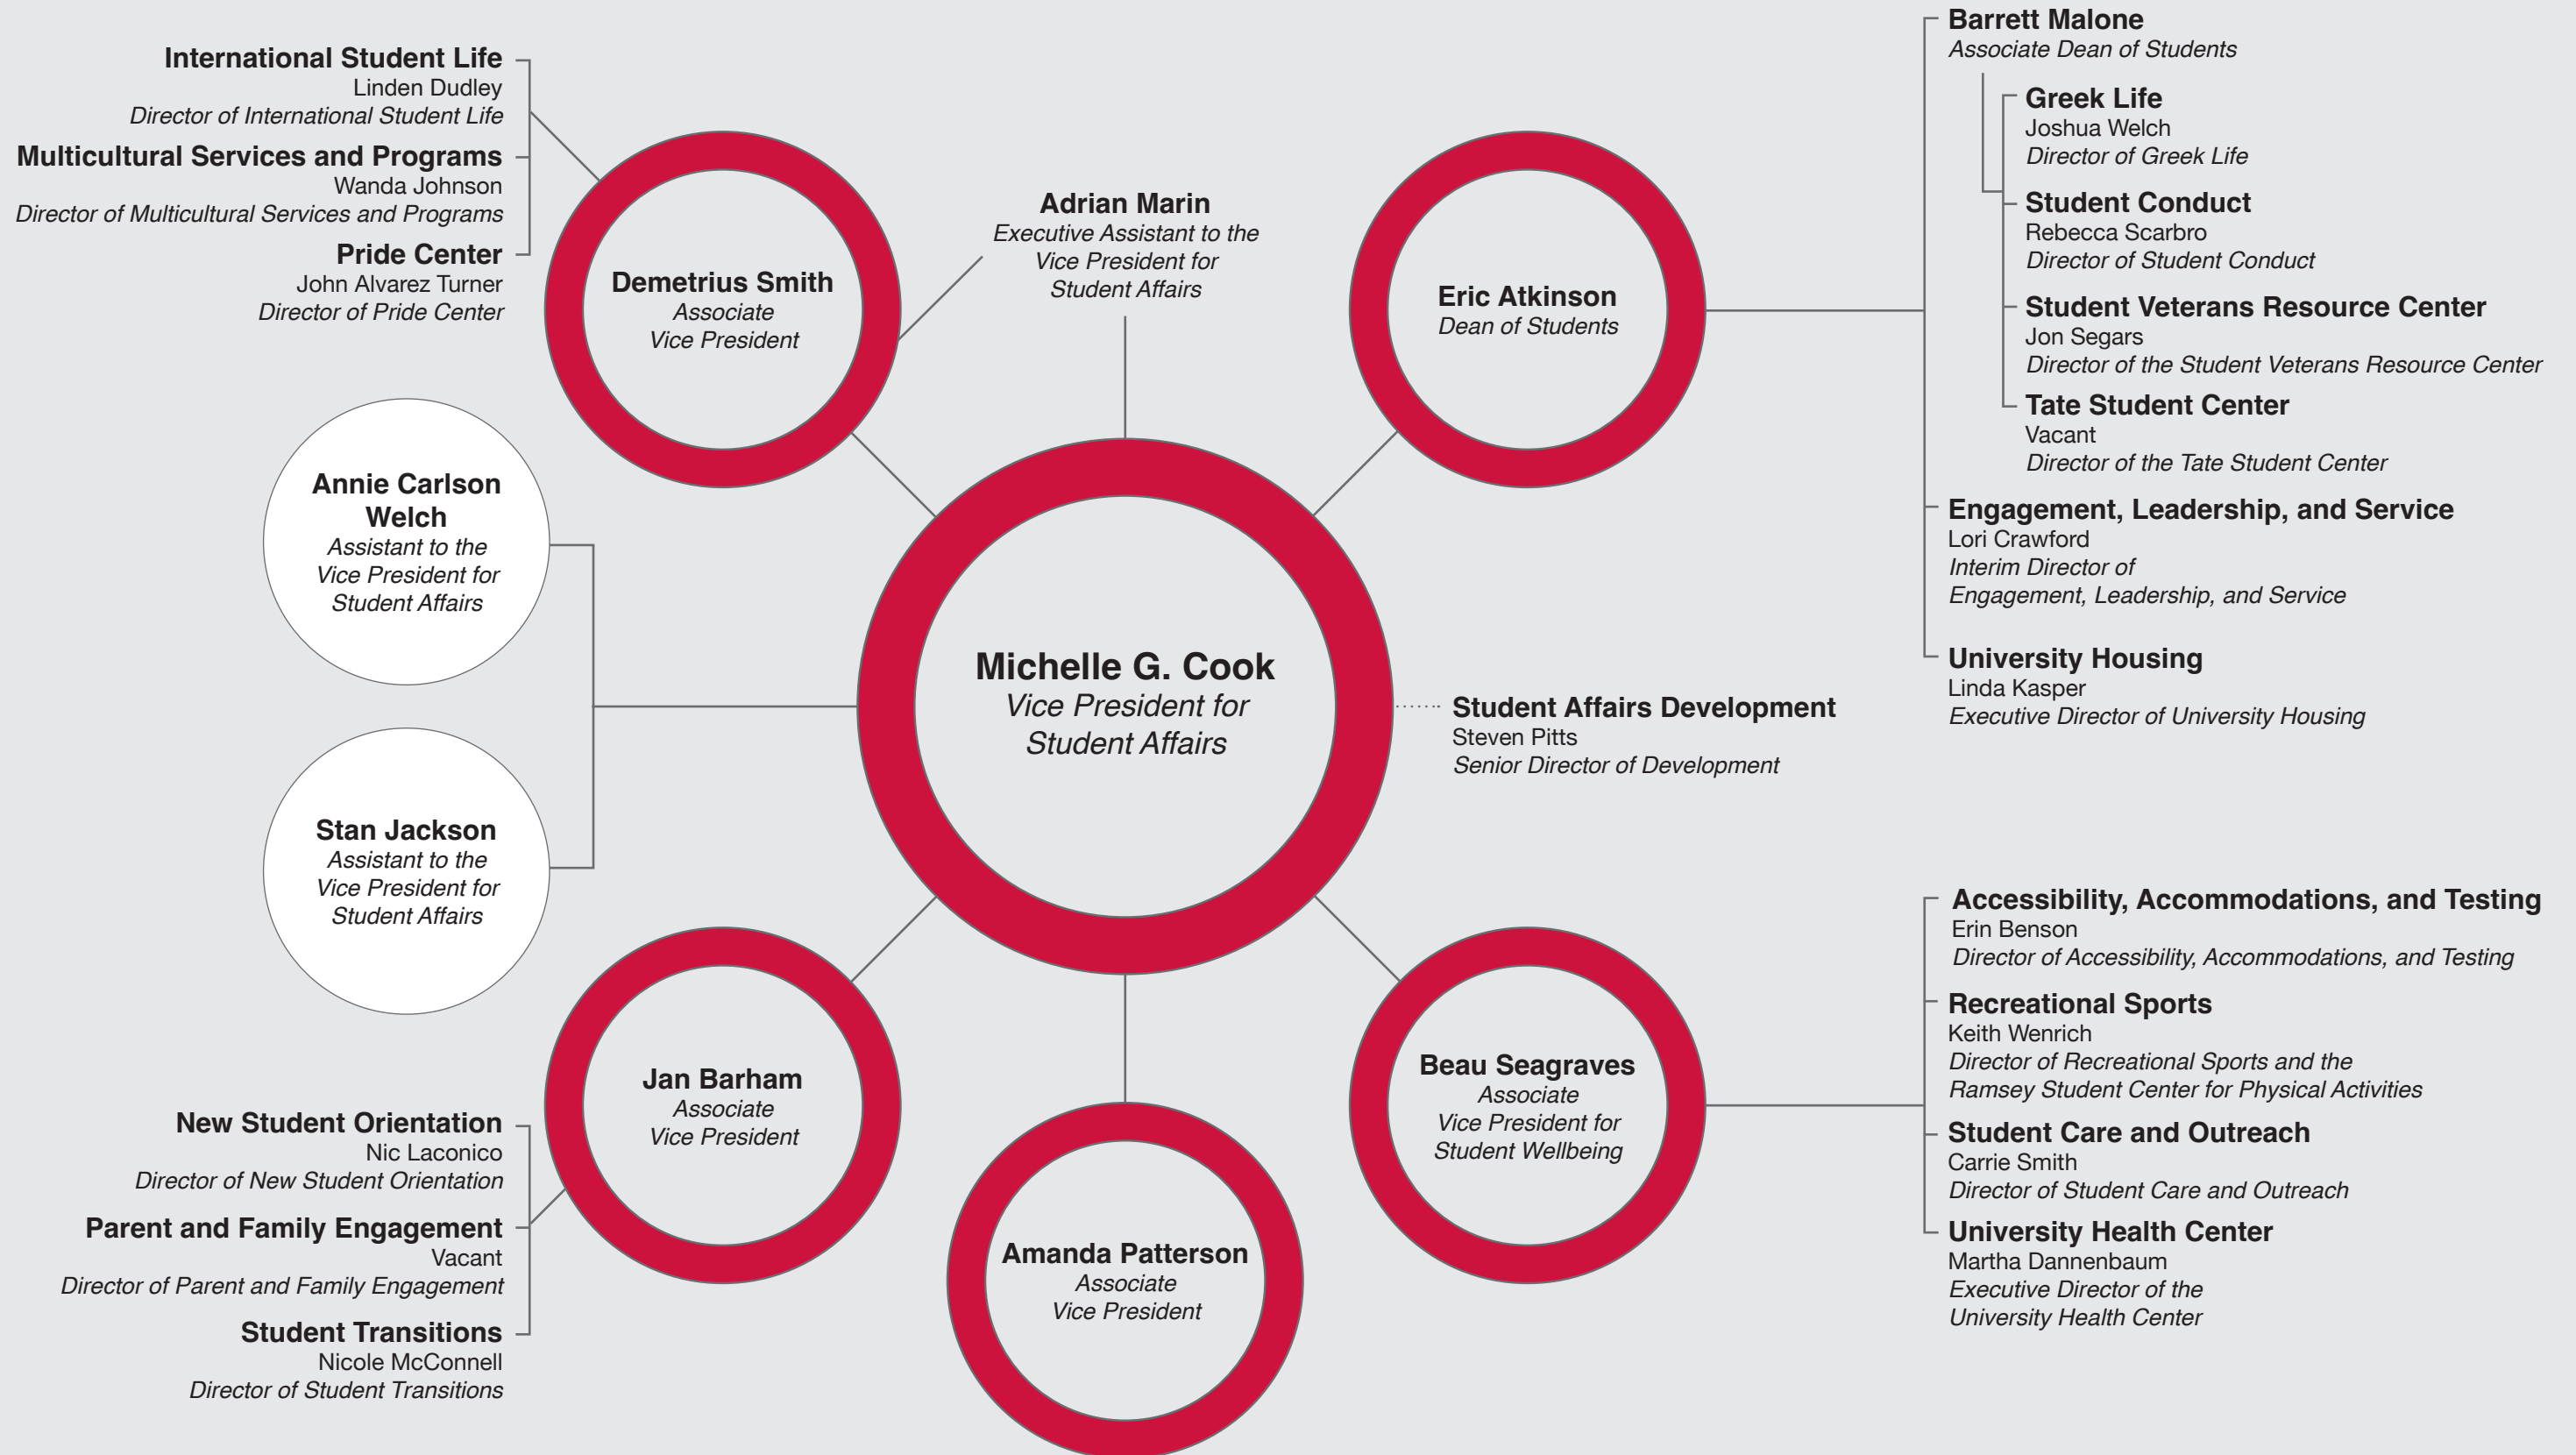 International Student Life
Linden Dudley
Director of International Student Life
Multicultural Services and Programs
Wanda Johnson
Director of Multicultural Services and Programs
Pride Center
John Alvarez Turner
Director of Pride Center
Demetrius Smith
Associate
Vice President
Adrian Marin
Executive Assistant to the
Vice President for
Student Affairs
Eric Atkinson
Dean of Students
Barrett Malone
Associate Dean of Students
Greek Life
Joshua Welch
Director of Greek Life
Student Conduct
Rebecca Scarbro
Director of Student Conduct
Student Veterans Resource Center
Jon Segars
Director of the Student Veterans Resource Center
Tate Student Center
Vacant
Director of the Tate Student Center
Engagement, Leadership, and Service
Lori Crawford
Interim Director of
Engagement, Leadership, and Service
University Housing
Linda Kasper
Executive Director of University Housing
Annie Carlson
Welch
Assistant to the
Vice President for
Student Affairs
Michelle G. Cook
Vice President for
Student Affairs
Student Affairs Development
Steven Pitts
Senior Director of Development
Stan Jackson
Assistant to the
Vice President for
Student Affairs
Jan Barham
Associate
Vice President
New Student Orientation
Nic Laconico
Director of New Student Orientation
Parent and Family Engagement
Vacant
Director of Parent and Family Engagement
Student Transitions
Nicole McConnell
Director of Student Transitions
Amanda Patterson
Associate
Vice President
Beau Seagraves
Associate
Vice President for
Student Wellbeing
Accessibility, Accommodations, and Testing
Erin Benson
Director of Accessibility, Accommodations, and Testing
Recreational Sports
Keith Wenrich
Director of Recreational Sports and the
Ramsey Student Center for Physical Activities
Student Care and Outreach
Carrie Smith
Director of Student Care and Outreach
University Health Center
Martha Dannenbaum
Executive Director of the
University Health Center